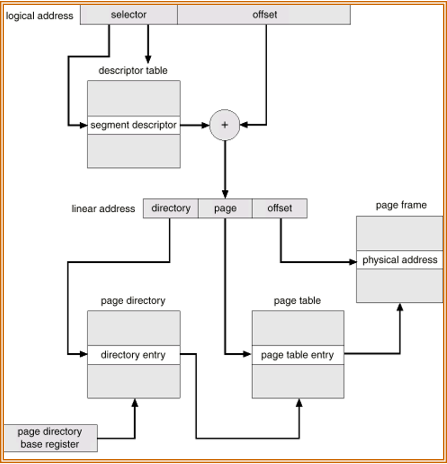 logical address
selector
offset
descriptor table
segment descriptor
+
linear address
directory
page
offset
page frame
physical address
page directory
page table
directory entry
page table entry
page directory
base register